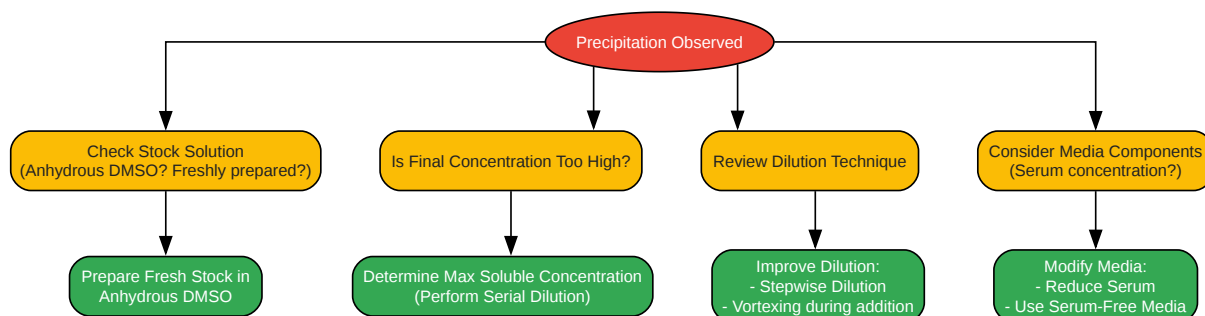 Precipitation Observed
Check Stock Solution
(Anhydrous DMSO? Freshly prepared?)
Is Final Concentration Too High?
Review Dilution Technique
Consider Media Components
(Serum concentration?)
Prepare Fresh Stock in
Anhydrous DMSO
Determine Max Soluble Concentration
(Perform Serial Dilution)
Improve Dilution:
- Stepwise Dilution
- Vortexing during addition
Modify Media:
- Reduce Serum
- Use Serum-Free Media